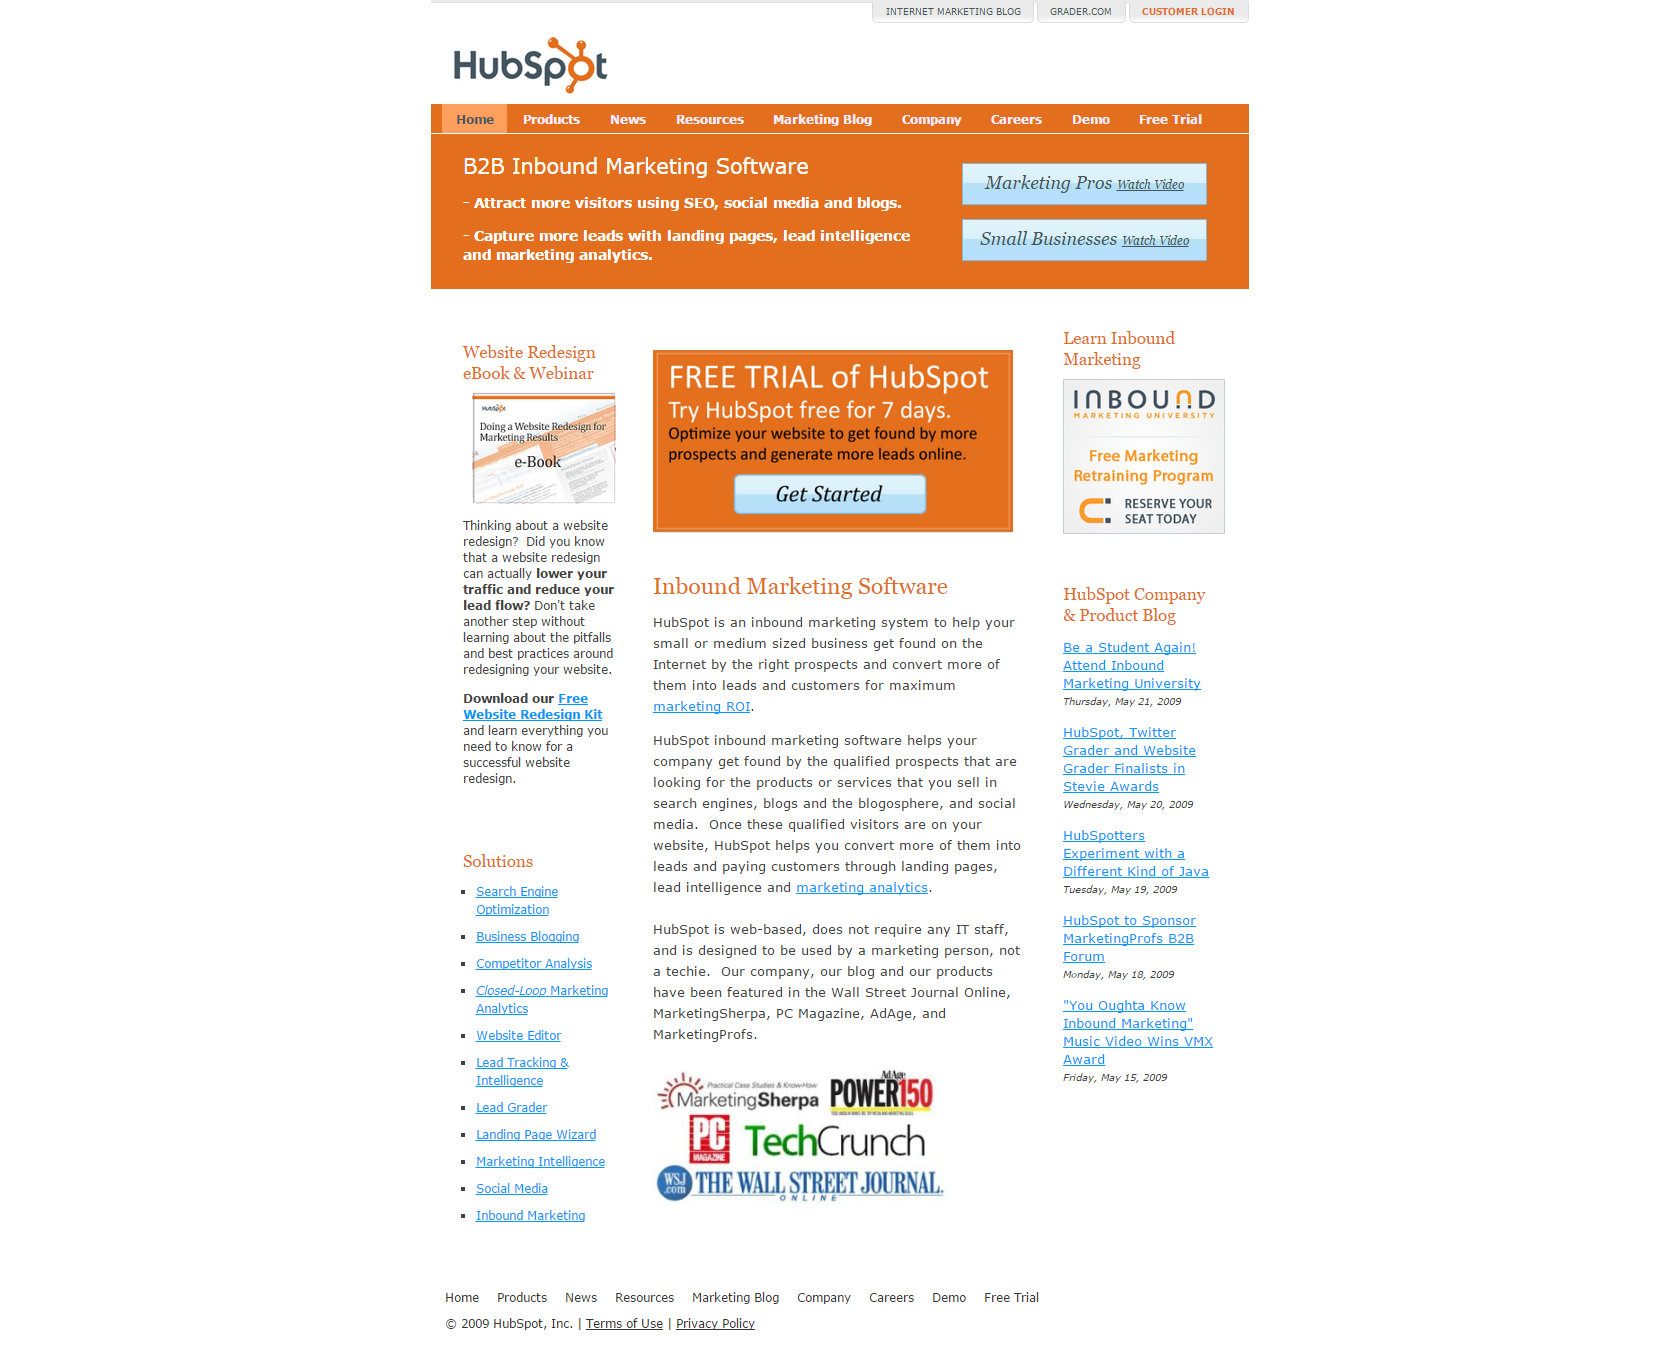 INTERNET MARKETING BLOG
GRADER.COM
CUSTOMER LOGIN
HubSpot
Home
Products
News
Resources
Marketing Blog
Company
Careers
Demo
Free Trial
B2B Inbound Marketing Software
- Attract more visitors using SEO, social media and blogs.
- Capture more leads with landing pages, lead intelligence
and marketing analytics.
Marketing Pros Watch Video
Small Businesses Watch Video
Website Redesign
eBook & Webinar
HubSpot
Doing a Website Redesign for
Marketing Results
e-Book
Thinking about a website
redesign?  Did you know
that a website redesign
can actually lower your
traffic and reduce your
lead flow? Don't take
another step without
learning about the pitfalls
and best practices around
redesigning your website.
Download our Free
Website Redesign Kit
and learn everything you
need to know for a
successful website
redesign.
Solutions
Search Engine
Optimization
Business Blogging
Competitor Analysis
Closed-Loop Marketing
Analytics
Website Editor
Lead Tracking &
Intelligence
Lead Grader
Landing Page Wizard
Marketing Intelligence
Social Media
Inbound Marketing
FREE TRIAL of HubSpot
Try HubSpot free for 7 days.
Optimize your website to get found by more
prospects and generate more leads online.
Get Started
Inbound Marketing Software
HubSpot is an inbound marketing system to help your
small or medium sized business get found on the
Internet by the right prospects and convert more of
them into leads and customers for maximum
marketing ROI.
HubSpot inbound marketing software helps your
company get found by the qualified prospects that are
looking for the products or services that you sell in
search engines, blogs and the blogosphere, and social
media.  Once these qualified visitors are on your
website, HubSpot helps you convert more of them into
leads and paying customers through landing pages,
lead intelligence and marketing analytics.
HubSpot is web-based, does not require any IT staff,
and is designed to be used by a marketing person, not
a techie.  Our company, our blog and our products
have been featured in the Wall Street Journal Online,
MarketingSherpa, PC Magazine, AdAge, and
MarketingProfs.
Practical Case Studies & Know-How
MarketingSherpa
AdAge
POWER150
PC
MAGAZINE
TechCrunch
WSJ
.com
THE WALL STREET JOURNAL.
ONLINE
Learn Inbound
Marketing
INBOUND
MARKETING UNIVERSITY
Free Marketing
Retraining Program
RESERVE YOUR
SEAT TODAY
HubSpot Company
& Product Blog
Be a Student Again!
Attend Inbound
Marketing University
Thursday, May 21, 2009
HubSpot, Twitter
Grader and Website
Grader Finalists in
Stevie Awards
Wednesday, May 20, 2009
HubSpotters
Experiment with a
Different Kind of Java
Tuesday, May 19, 2009
HubSpot to Sponsor
MarketingProfs B2B
Forum
Monday, May 18, 2009
"You Oughta Know
Inbound Marketing"
Music Video Wins VMX
Award
Friday, May 15, 2009
Home
Products
News
Resources
Marketing Blog
Company
Careers
Demo
Free Trial
© 2009 HubSpot, Inc. | Terms of Use | Privacy Policy